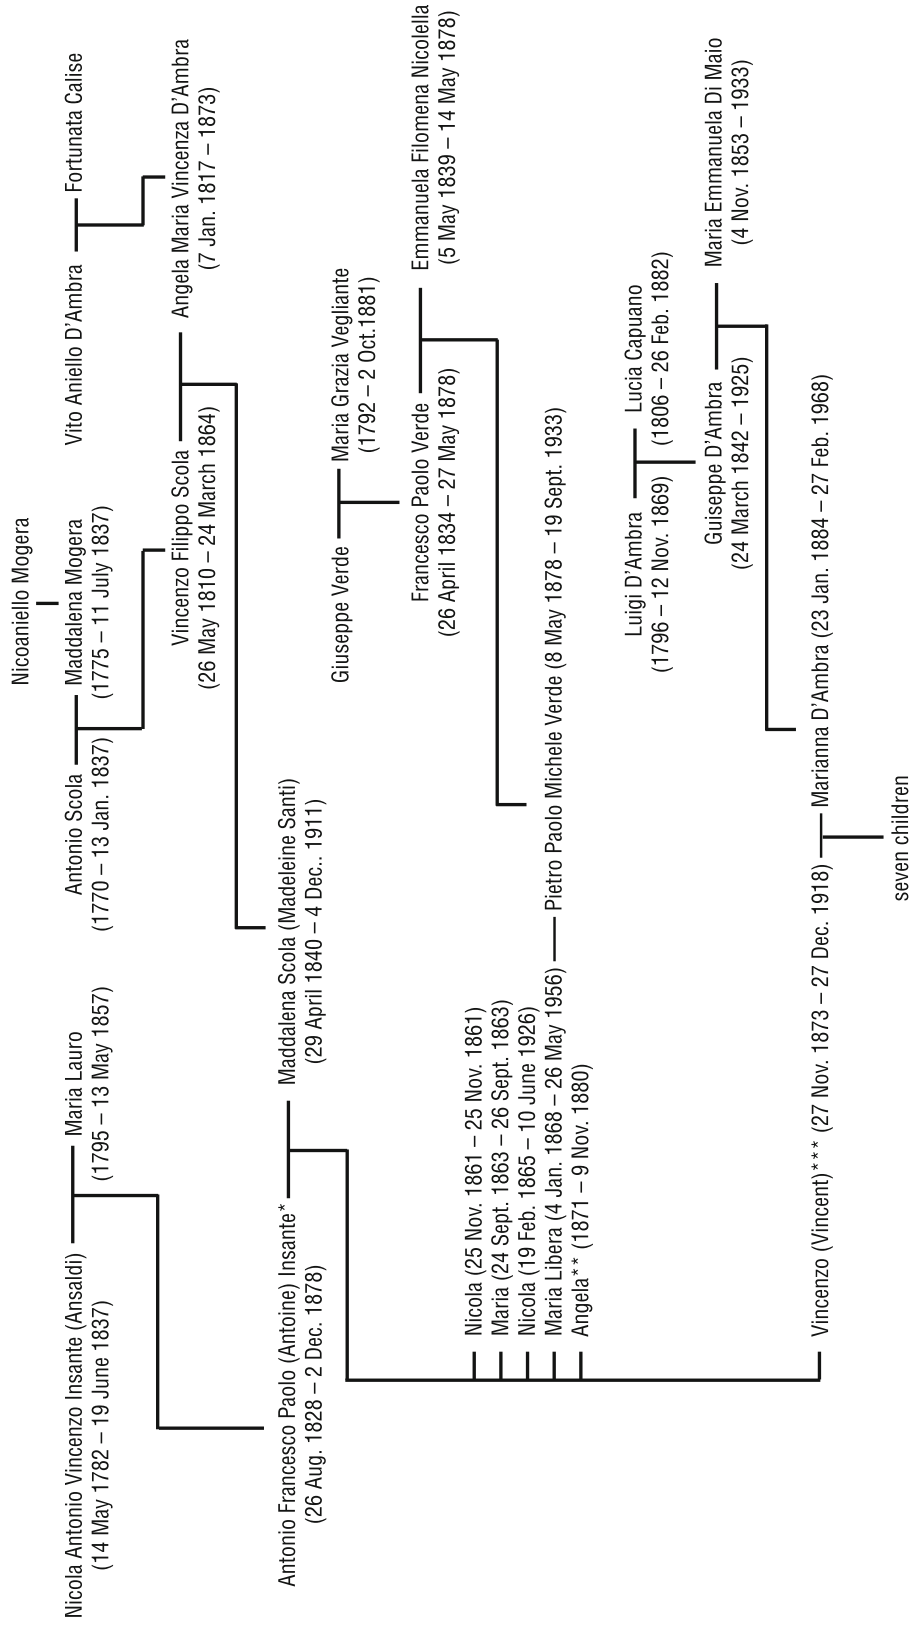 Nicoaniello Mogera
Nicola Antonio Vincenzo Insante (Ansaldi)
(14 May 1782 – 19 June 1837)
Maria Lauro
(1795 – 13 May 1857)
Antonio Scola
(1770 – 13 Jan. 1837)
Maddalena Mogera
(1775 – 11 July 1837)
Vito Aniello D'Ambra
Fortunata Calise
Vincenzo Filippo Scola
(26 May 1810 – 24 March 1864)
Angela Maria Vincenza D'Ambra
(7 Jan. 1817 – 1873)
Antonio Francesco Paolo (Antoine) Insante*
(26 Aug. 1828 – 2 Dec. 1878)
Maddalena Scola (Madeleine Santi)
(29 April 1840 – 4 Dec.. 1911)
Giuseppe Verde
Maria Grazia Vegliante
(1792 – 2 Oct.1881)
Francesco Paolo Verde
(26 April 1834 – 27 May 1878)
Emmanuela Filomena Nicolella
(5 May 1839 – 14 May 1878)
Nicola (25 Nov. 1861 – 25 Nov. 1861)
Maria (24 Sept. 1863 – 26 Sept. 1863)
Nicola (19 Feb. 1865 – 10 June 1926)
Maria Libera (4 Jan. 1868 – 26 May 1956)
Pietro Paolo Michele Verde (8 May 1878 – 19 Sept. 1933)
Angela** (1871 – 9 Nov. 1880)
Luigi D'Ambra
(1796 – 12 Nov. 1869)
Lucia Capuano
(1806 – 26 Feb. 1882)
Guiseppe D'Ambra
(24 March 1842 – 1925)
Maria Emmanuela Di Maio
(4 Nov. 1853 – 1933)
Vincenzo (Vincent)*** (27 Nov. 1873 – 27 Dec. 1918)
Marianna D'Ambra (23 Jan. 1884 – 27 Feb. 1968)
seven children